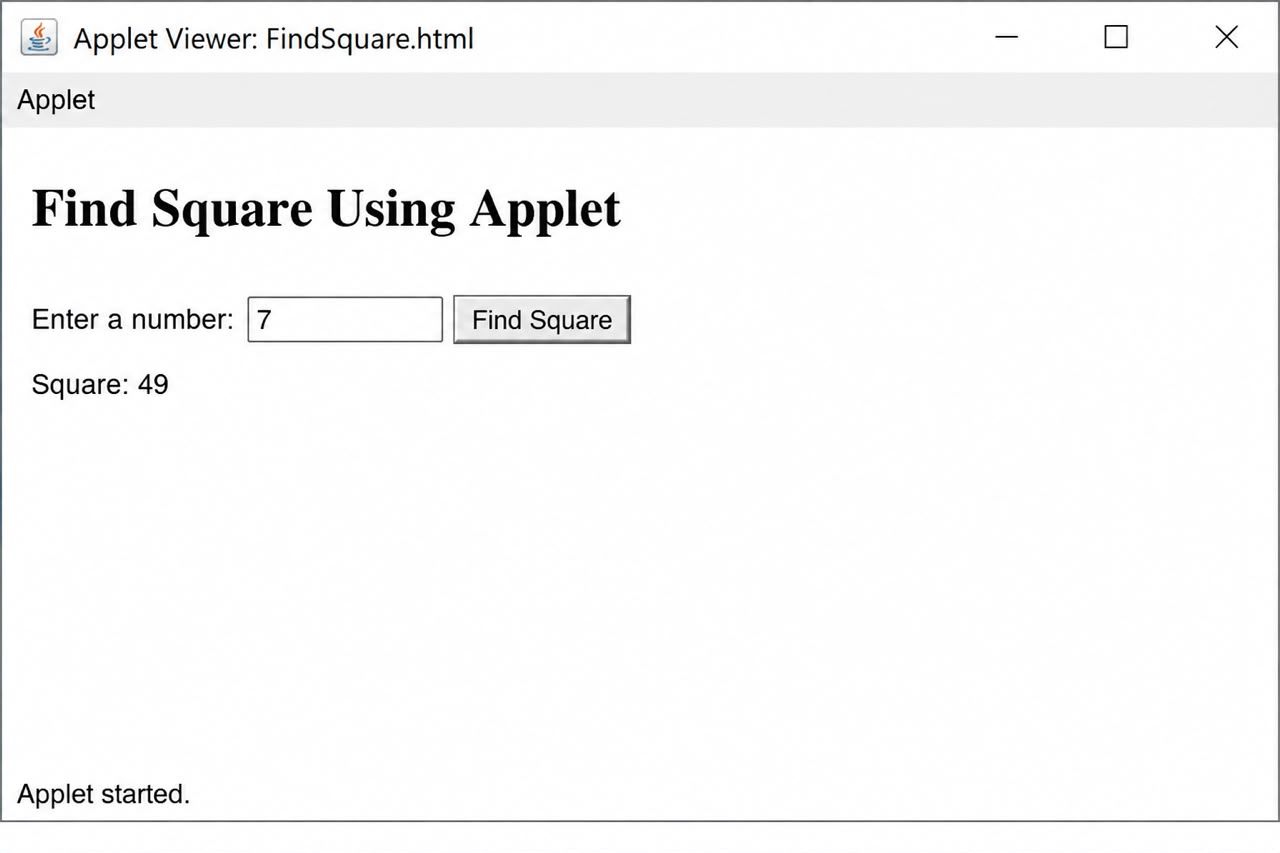 Applet Viewer: FindSquare.html
Applet
Find Square Using Applet
Enter a number: 7 Find Square
Square: 49
Applet started.